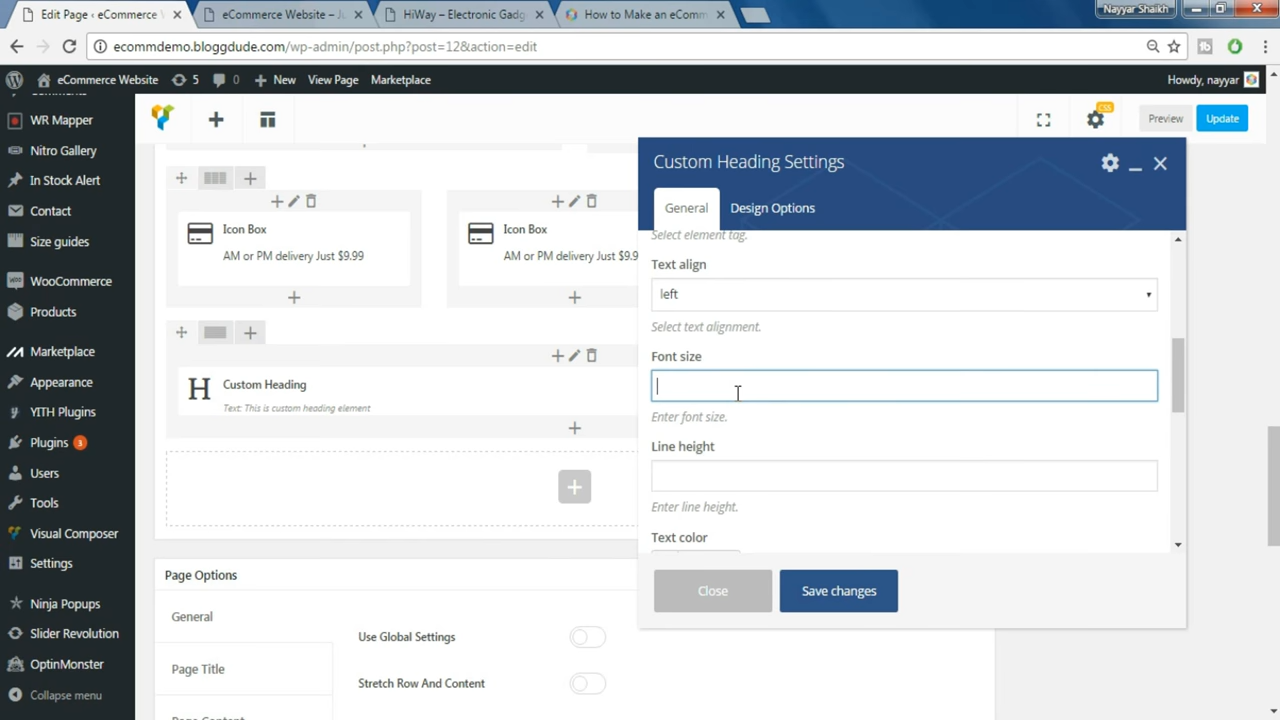 Edit Page ‹ eCommerce W
eCommerce Website – Ju
HiWay – Electronic Gadg
How to Make an eComm
Nayyar Shaikh
ecommdemo.bloggdude.com/wp-admin/post.php?post=12&action=edit
eCommerce Website
5
0
New
View Page
Marketplace
Howdy, nayyar
Comments
WR Mapper
Nitro Gallery
In Stock Alert
Contact
Size guides
WooCommerce
Products
Marketplace
Appearance
YITH Plugins
Plugins 3
Users
Tools
Visual Composer
Settings
Ninja Popups
Slider Revolution
OptinMonster
Collapse menu
CSS
Preview
Update
Icon Box
AM or PM delivery Just $9.99
Icon Box
AM or PM delivery Just $9.9
H
Custom Heading
Text: This is custom heading element
Page Options
General
Page Title
Page Content
Use Global Settings
Stretch Row And Content
Custom Heading Settings
General
Design Options
Select element tag.
Text align
left
Select text alignment.
Font size
Enter font size.
Line height
Enter line height.
Text color
Close
Save changes